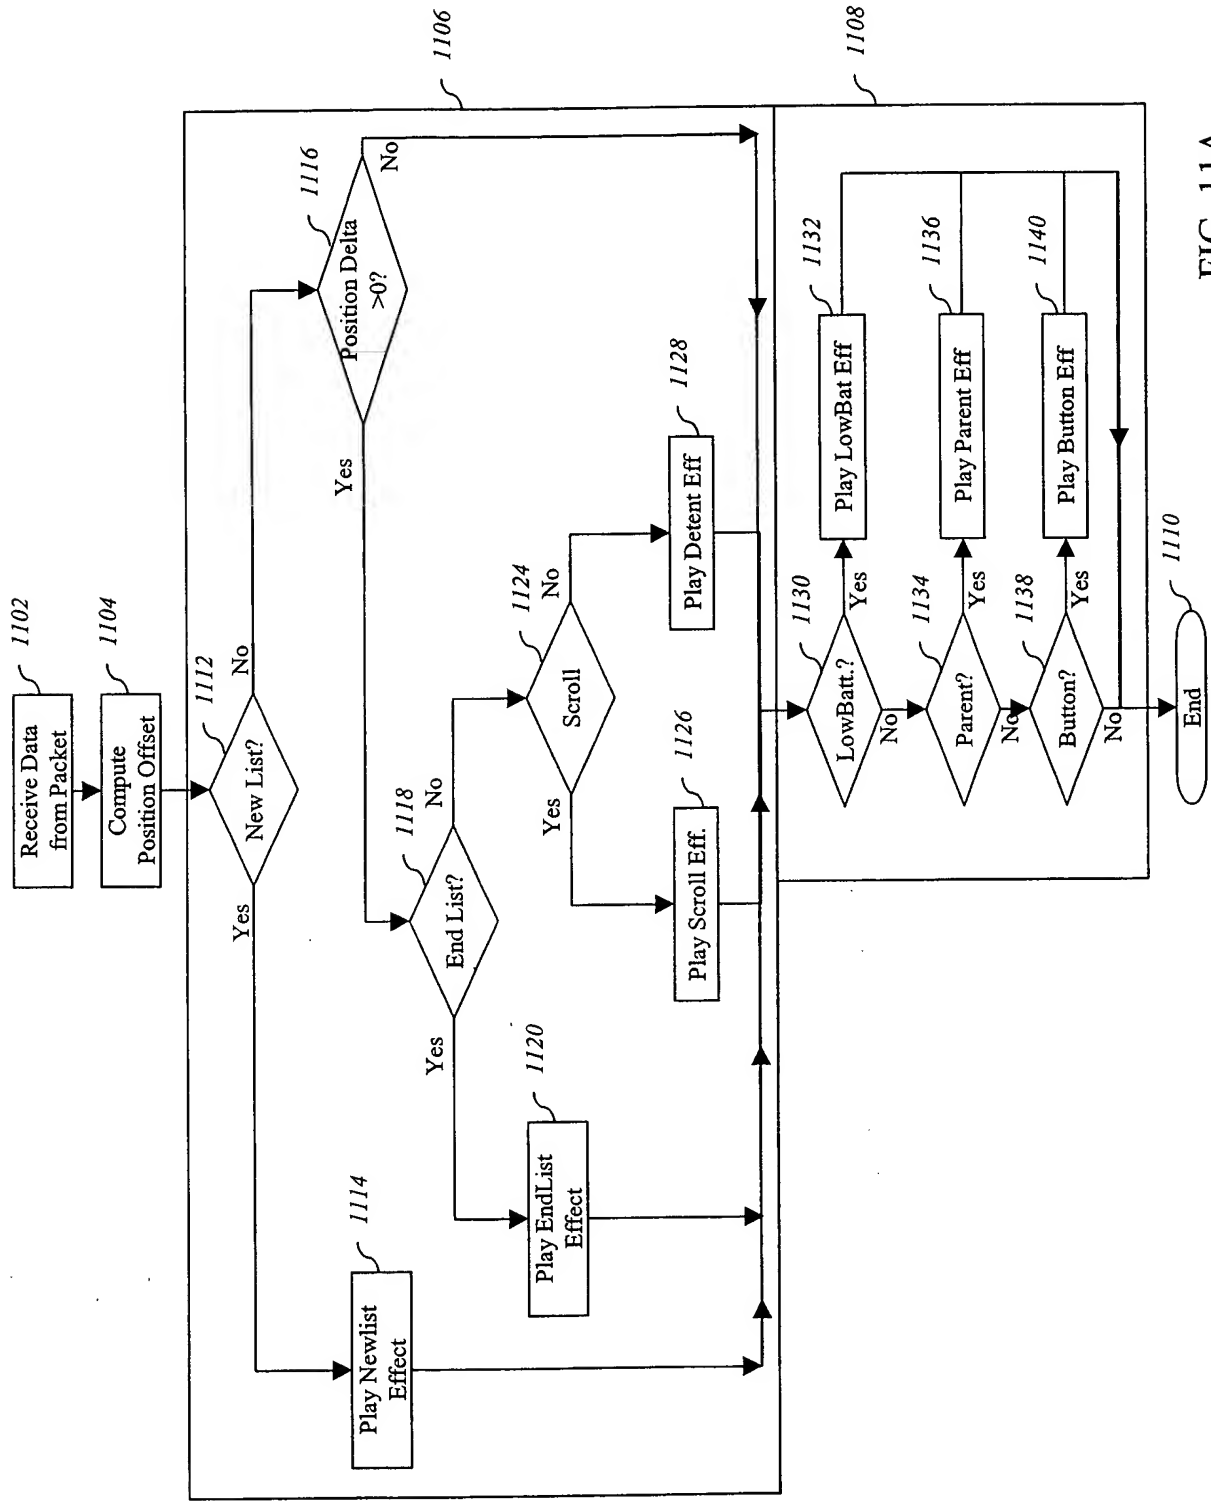 Receive Data
from Packet
1102
Compute
Position Offset
1104
1106
New List?
1112
Yes
No
Play Newlist
Effect
1114
Position Delta
>0?
1116
Yes
No
End List?
1118
Yes
No
Play EndList
Effect
1120
Scroll
1124
Yes
No
Play Scroll Eff.
1126
Play Detent Eff
1128
1108
LowBatt.?
1130
Yes
No
Play LowBat Eff
1132
Parent?
1134
Yes
No
Play Parent Eff
1136
Button?
1138
Yes
No
Play Button Eff
1140
End
1110
FIG. 11A